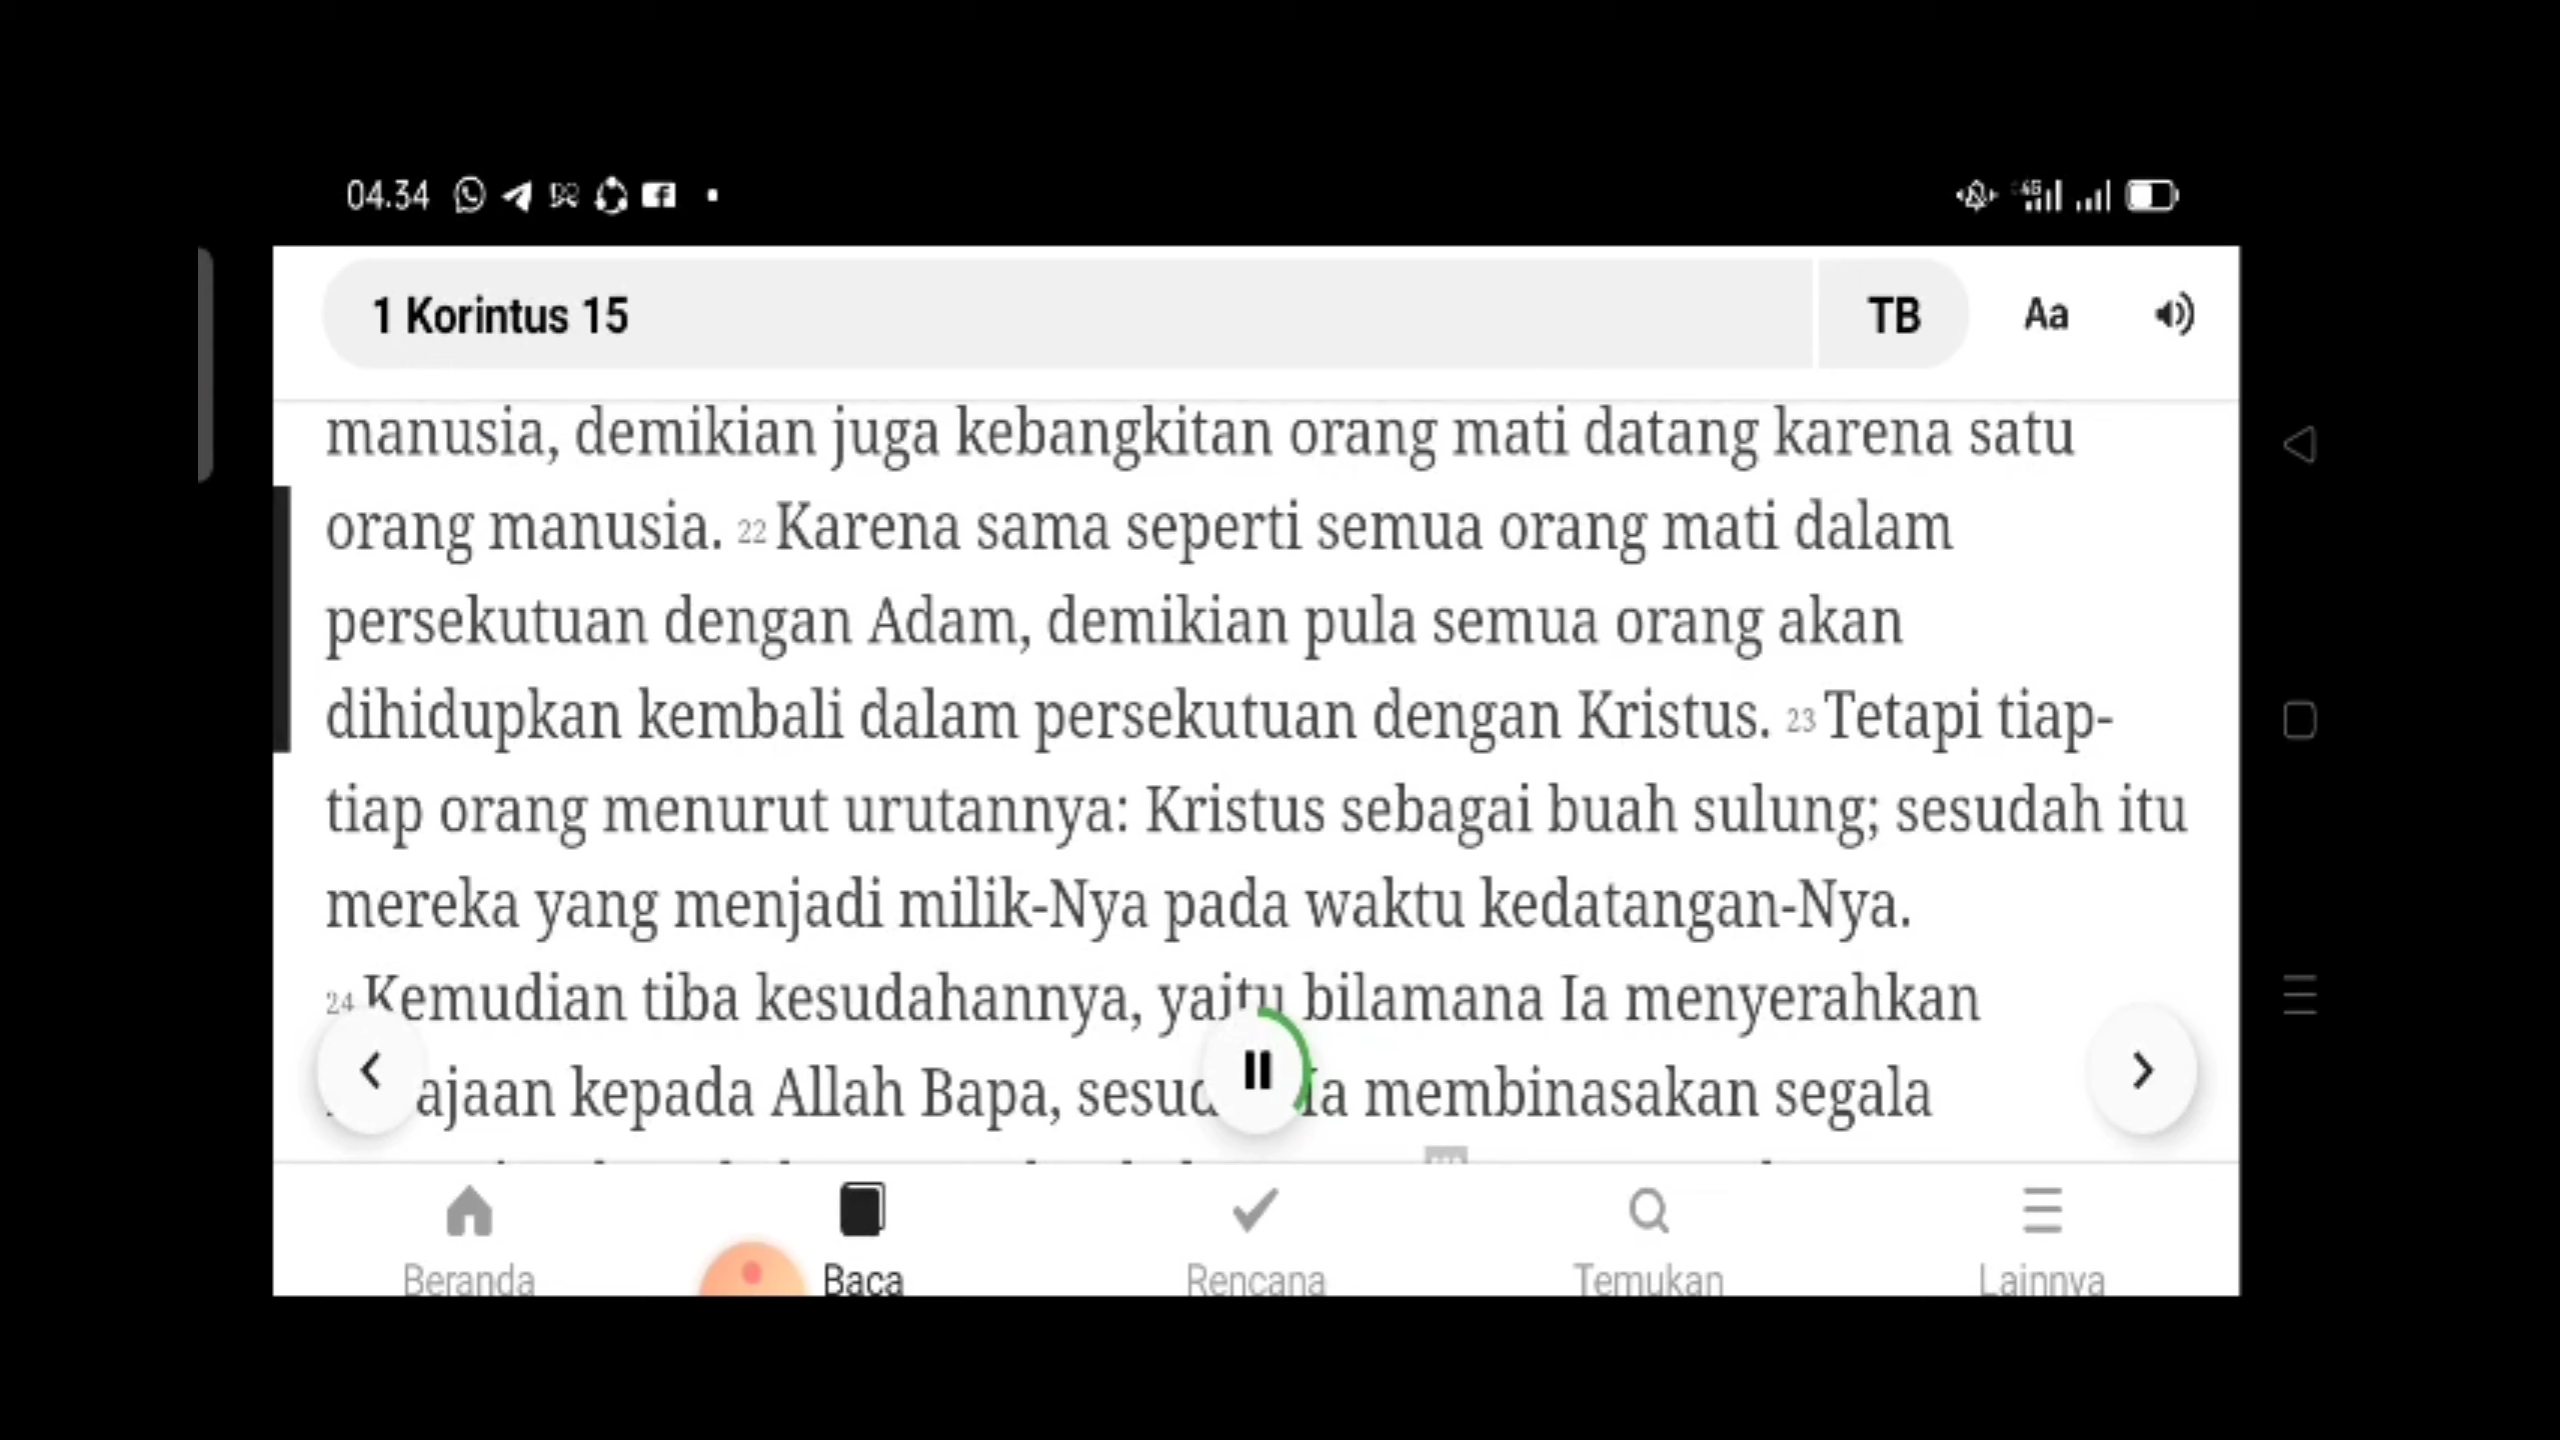 04.34
4G
1 Korintus 15
TB
Aa
manusia, demikian juga kebangkitan orang mati datang karena satu
orang manusia. 22 Karena sama seperti semua orang mati dalam
persekutuan dengan Adam, demikian pula semua orang akan
dihidupkan kembali dalam persekutuan dengan Kristus. 23 Tetapi tiap-
tiap orang menurut urutannya: Kristus sebagai buah sulung; sesudah itu
mereka yang menjadi milik-Nya pada waktu kedatangan-Nya.
24 Kemudian tiba kesudahannya, yaitu bilamana Ia menyerahkan
ajaan kepada Allah Bapa, sesud Ia membinasakan segala
Beranda
Baca
Rencana
Temukan
Lainnya